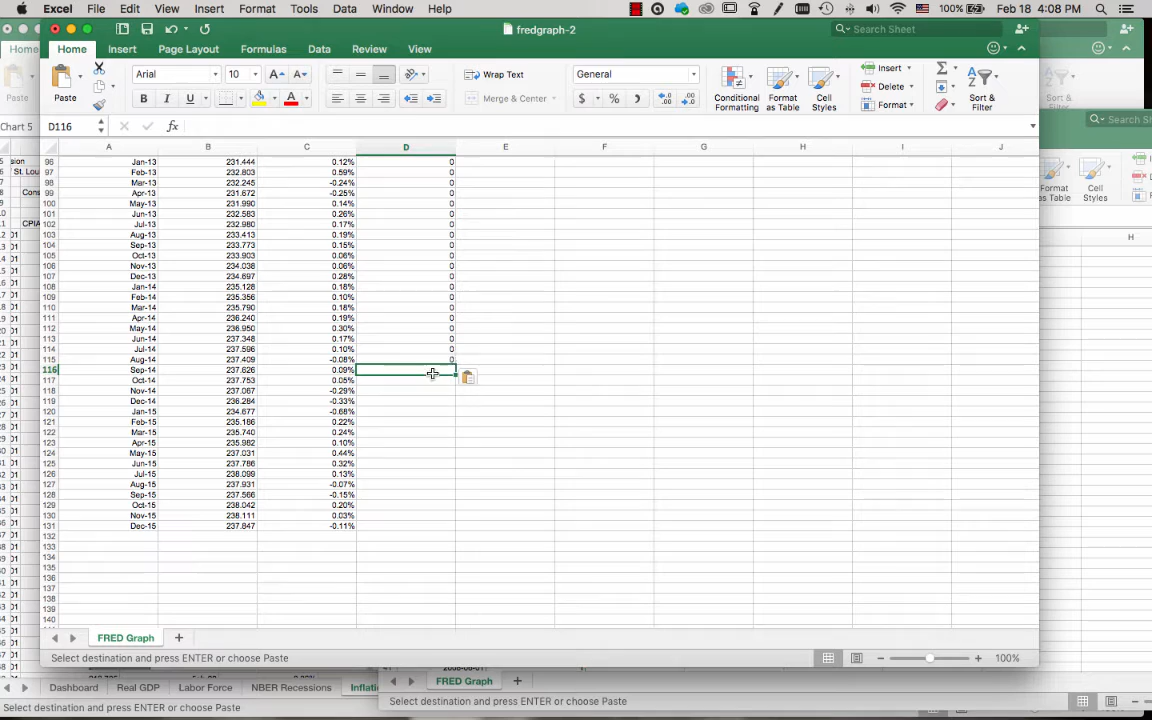 Excel File Edit View Insert Format Tools Data Window Help 100% Feb 18 4:08 PM
fredgraph-2 Search Sheet
Home Insert Page Layout Formulas Data Review View
Paste Arial 10 Wrap Text General Insert
B I U A Merge & Center $ % Conditional Formatting Format as Table Cell Styles Delete Format Sort & Filter
Chart 5 D116 fx
A B C D E F G H I J
96 Jan-13 231.444 0.12% 0
97 Feb-13 232.803 0.59% 0
98 Mar-13 232.245 -0.24% 0
99 Apr-13 231.672 -0.25% 0
100 May-13 231.990 0.14% 0
101 Jun-13 232.583 0.26% 0
102 Jul-13 232.980 0.17% 0
103 Aug-13 233.413 0.19% 0
104 Sep-13 233.773 0.15% 0
105 Oct-13 233.903 0.06% 0
106 Nov-13 234.038 0.06% 0
107 Dec-13 234.697 0.28% 0
108 Jan-14 235.128 0.18% 0
109 Feb-14 235.356 0.10% 0
110 Mar-14 235.790 0.18% 0
111 Apr-14 236.240 0.19% 0
112 May-14 236.950 0.30% 0
113 Jun-14 237.348 0.17% 0
114 Jul-14 237.596 0.10% 0
115 Aug-14 237.409 -0.08% 0
116 Sep-14 237.626 0.09%
117 Oct-14 237.753 0.05%
118 Nov-14 237.067 -0.29%
119 Dec-14 236.284 -0.33%
120 Jan-15 234.677 -0.68%
121 Feb-15 235.186 0.22%
122 Mar-15 235.740 0.24%
123 Apr-15 235.982 0.10%
124 May-15 237.031 0.44%
125 Jun-15 237.786 0.32%
126 Jul-15 238.099 0.13%
127 Aug-15 237.931 -0.07%
128 Sep-15 237.566 -0.15%
129 Oct-15 238.042 0.20%
130 Nov-15 238.111 0.03%
131 Dec-15 237.847 -0.11%
132
133
134
135
136
137
138
139
FRED Graph
Select destination and press ENTER or choose Paste 100%
FRED Graph
Dashboard Real GDP Labor Force NBER Recessions
Select destination and press ENTER or choose Paste
Select destination and press ENTER or choose Paste